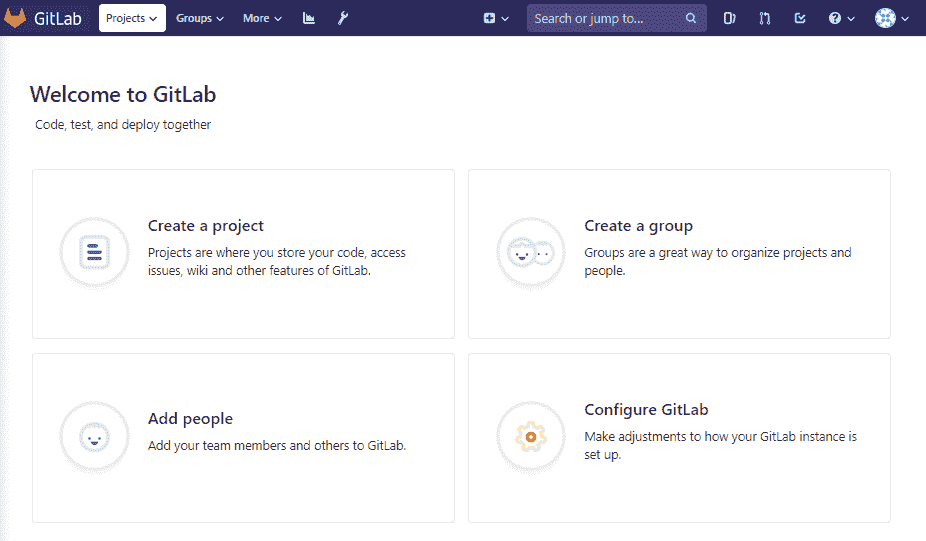 GitLab Projects Groups More Search or jump to...
Welcome to GitLab
Code, test, and deploy together
Create a project
Projects are where you store your code, access
issues, wiki and other features of GitLab.
Create a group
Groups are a great way to organize projects and
people.
Add people
Add your team members and others to GitLab.
Configure GitLab
Make adjustments to how your GitLab instance is
set up.